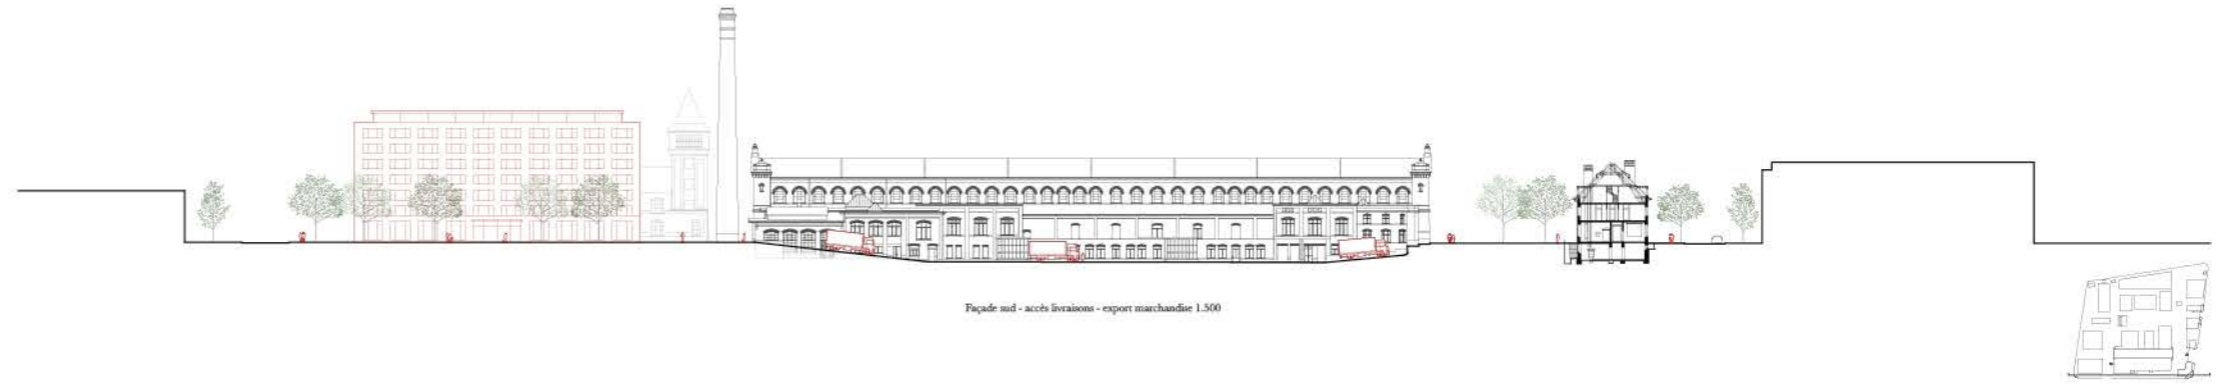 Façade sud - accès livraisons - export marchandise 1.500